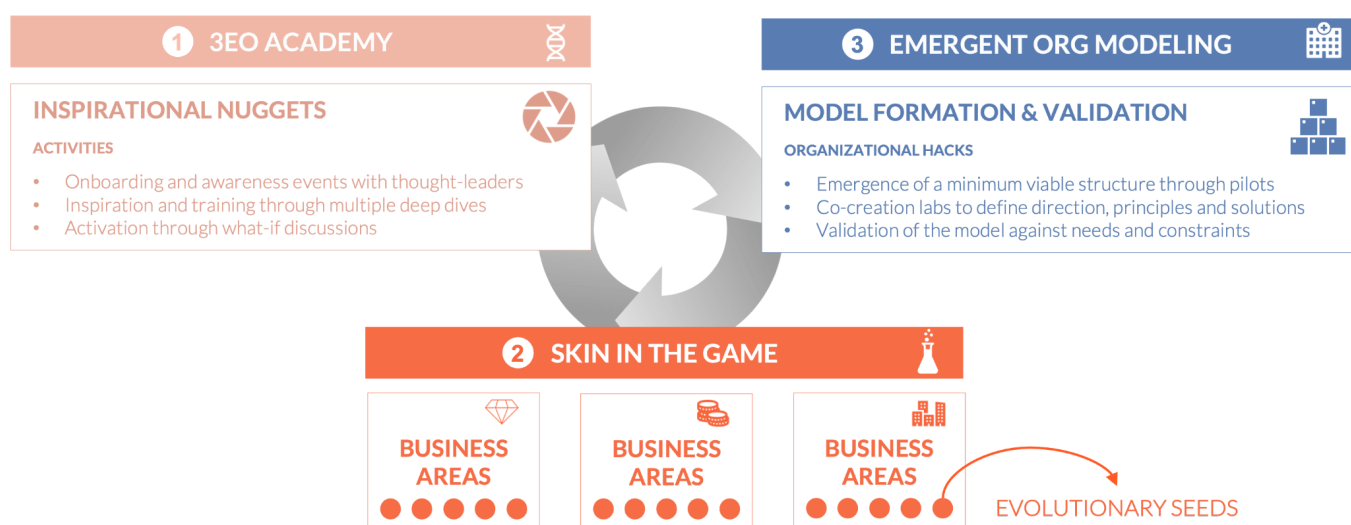 1 3EO ACADEMY
INSPIRATIONAL NUGGETS
ACTIVITIES
• Onboarding and awareness events with thought-leaders
• Inspiration and training through multiple deep dives
• Activation through what-if discussions
3 EMERGENT ORG MODELING
MODEL FORMATION & VALIDATION
ORGANIZATIONAL HACKS
• Emergence of a minimum viable structure through pilots
• Co-creation labs to define direction, principles and solutions
• Validation of the model against needs and constraints
2 SKIN IN THE GAME
BUSINESS
AREAS
BUSINESS
AREAS
BUSINESS
AREAS
EVOLUTIONARY SEEDS